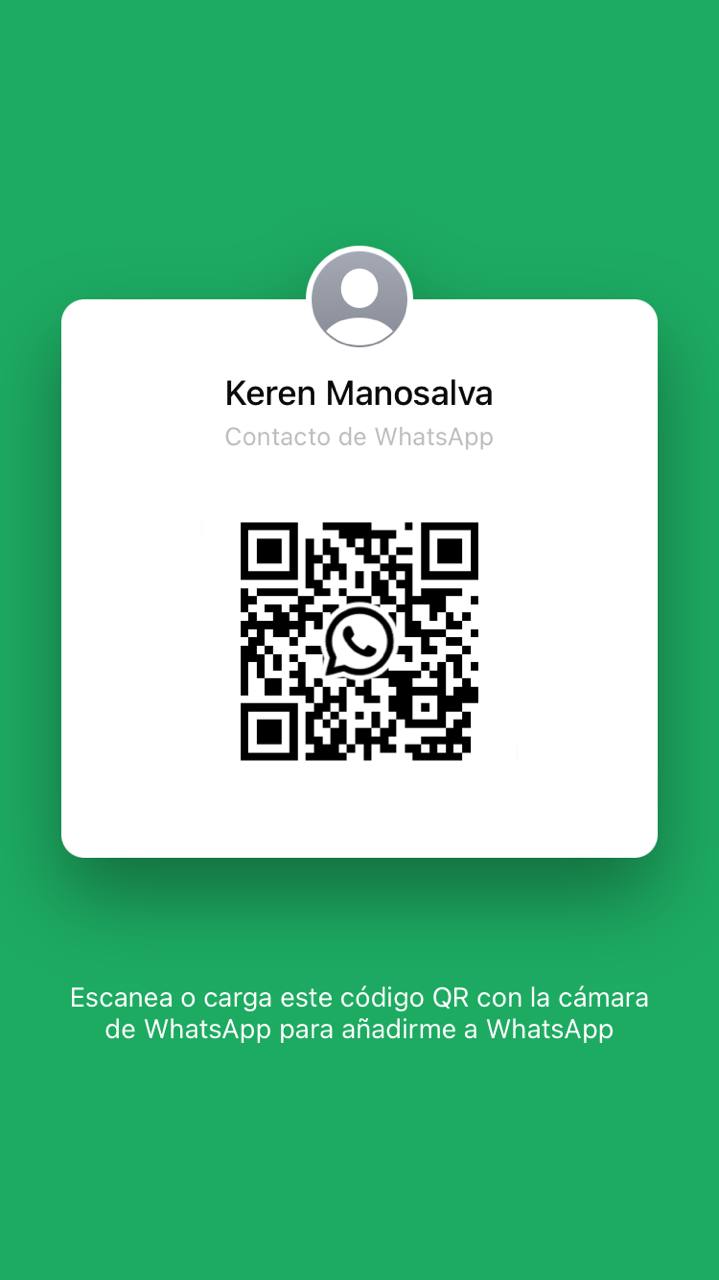 Keren Manosalva
Contacto de WhatsApp
Escanea o carga este código QR con la cámara
de WhatsApp para añadirme a WhatsApp